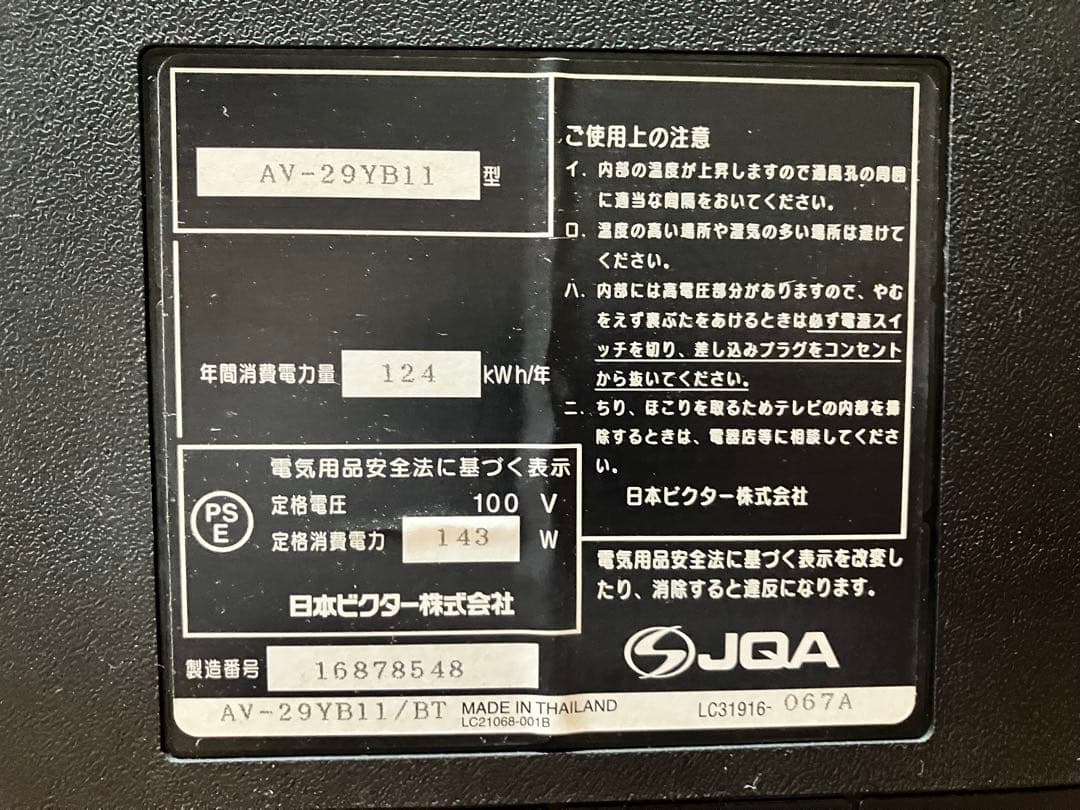 AV-29YB11 型
年間消費電力量 124 kWh/年
PS
E
電気用品安全法に基づく表示
定格電圧 100 V
定格消費電力 143 W
日本ビクター株式会社
製造番号 16878548
AV-29YB11/BT MADE IN THAILAND
LC21068-001B
ご使用上の注意
イ. 内部の温度が上昇しますので通風孔の周囲
に適当な間隔をおいてください。
ロ. 温度の高い場所や湿気の多い場所は避けて
ください。
ハ. 内部には高電圧部分がありますので、やむ
をえず裏ぶたをあけるときは必ず電源スイ
ッチを切り、差し込みプラグをコンセント
から抜いてください。
ニ. ちり、ほこりを取るためテレビの内部を掃
除するときは、電器店等に相談してくださ
い。
日本ビクター株式会社
電気用品安全法に基づく表示を改変し
たり、消除すると違反になります。
JQA
LC31916- 067A